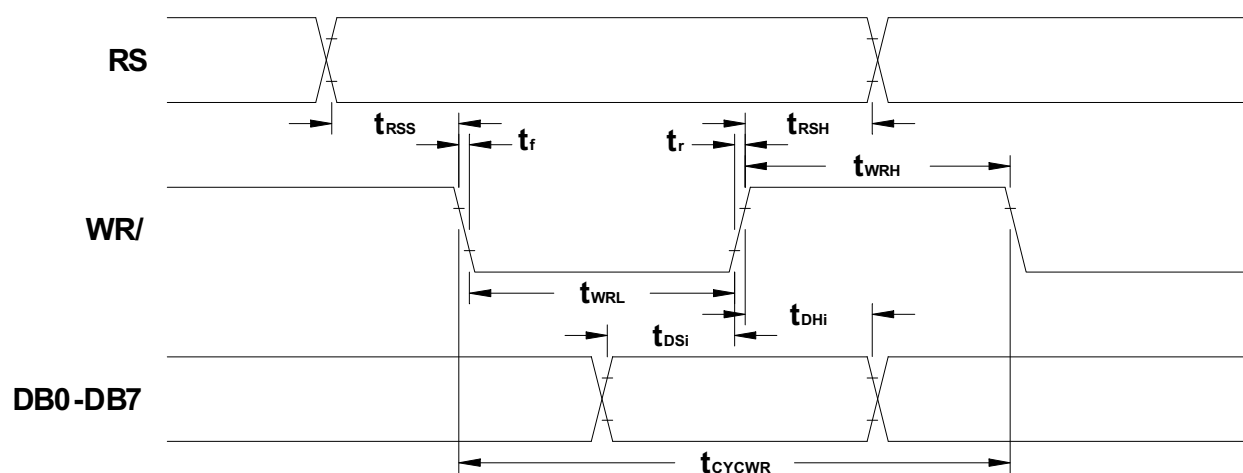 RS
tRSS
tRSH
tf
tr
tWRH
WR/
tWRL
tDHi
tDSi
DB0-DB7
tCYCWR